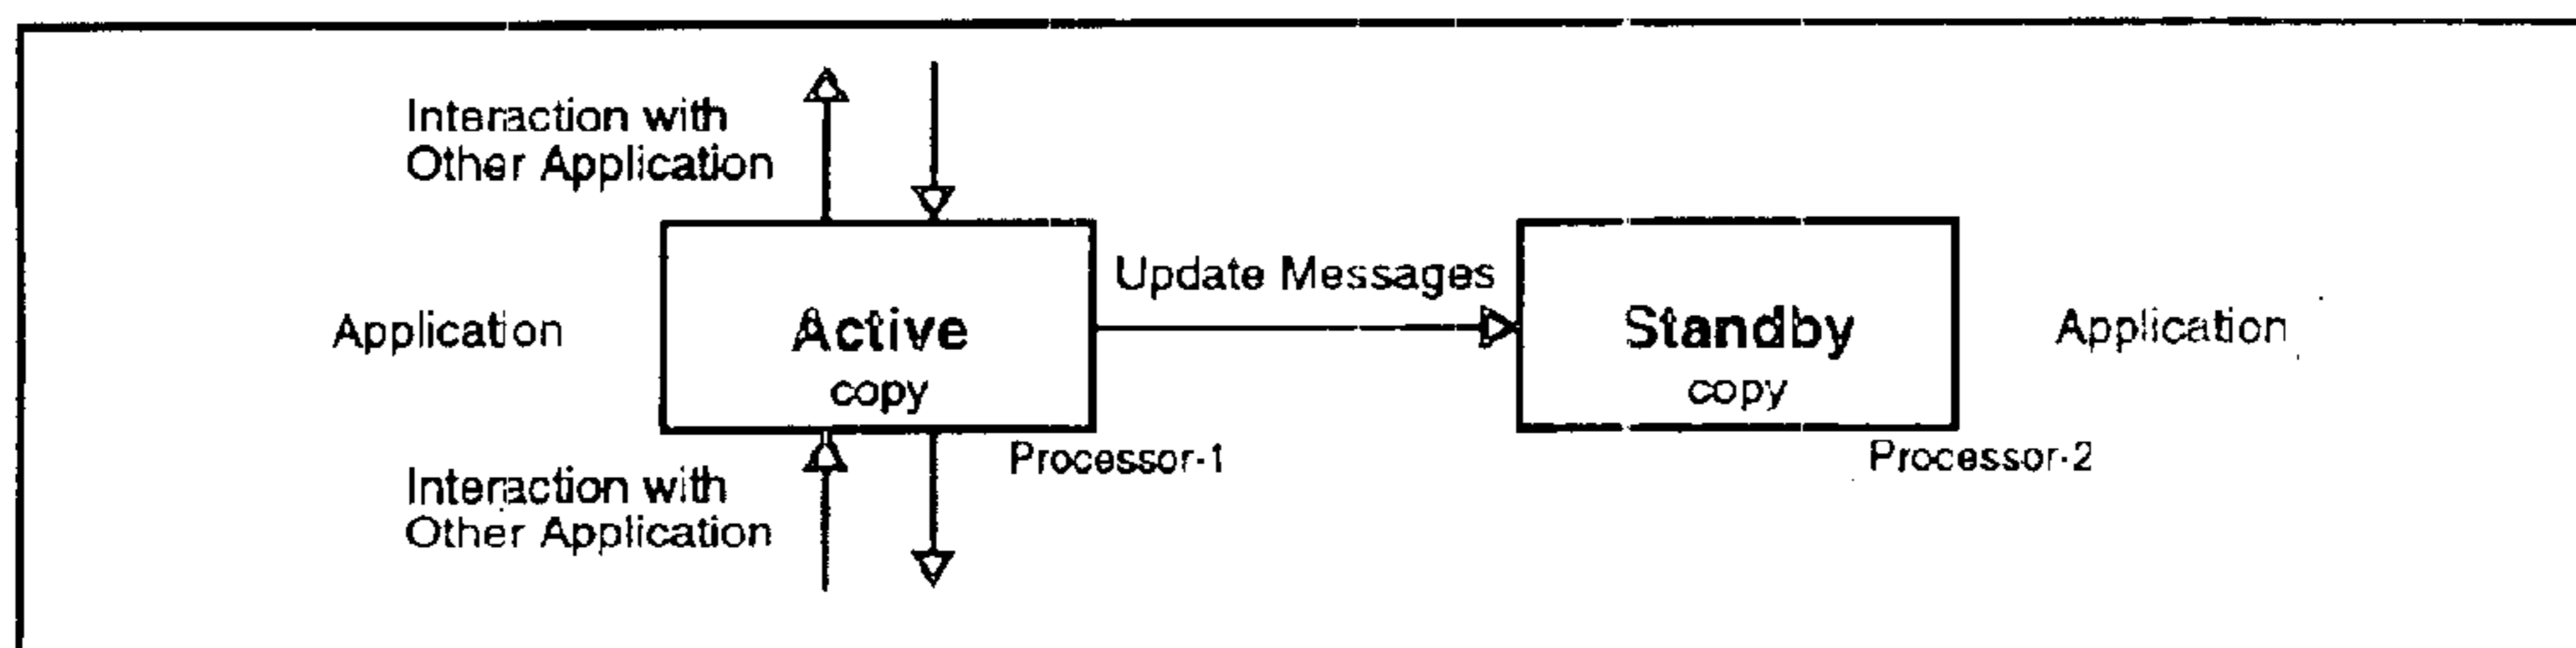 Interaction with
Other Application
Update Messages
Application
Active
copy
Standby
copy
Application
Processor-1
Processor-2
Interaction with
Other Application